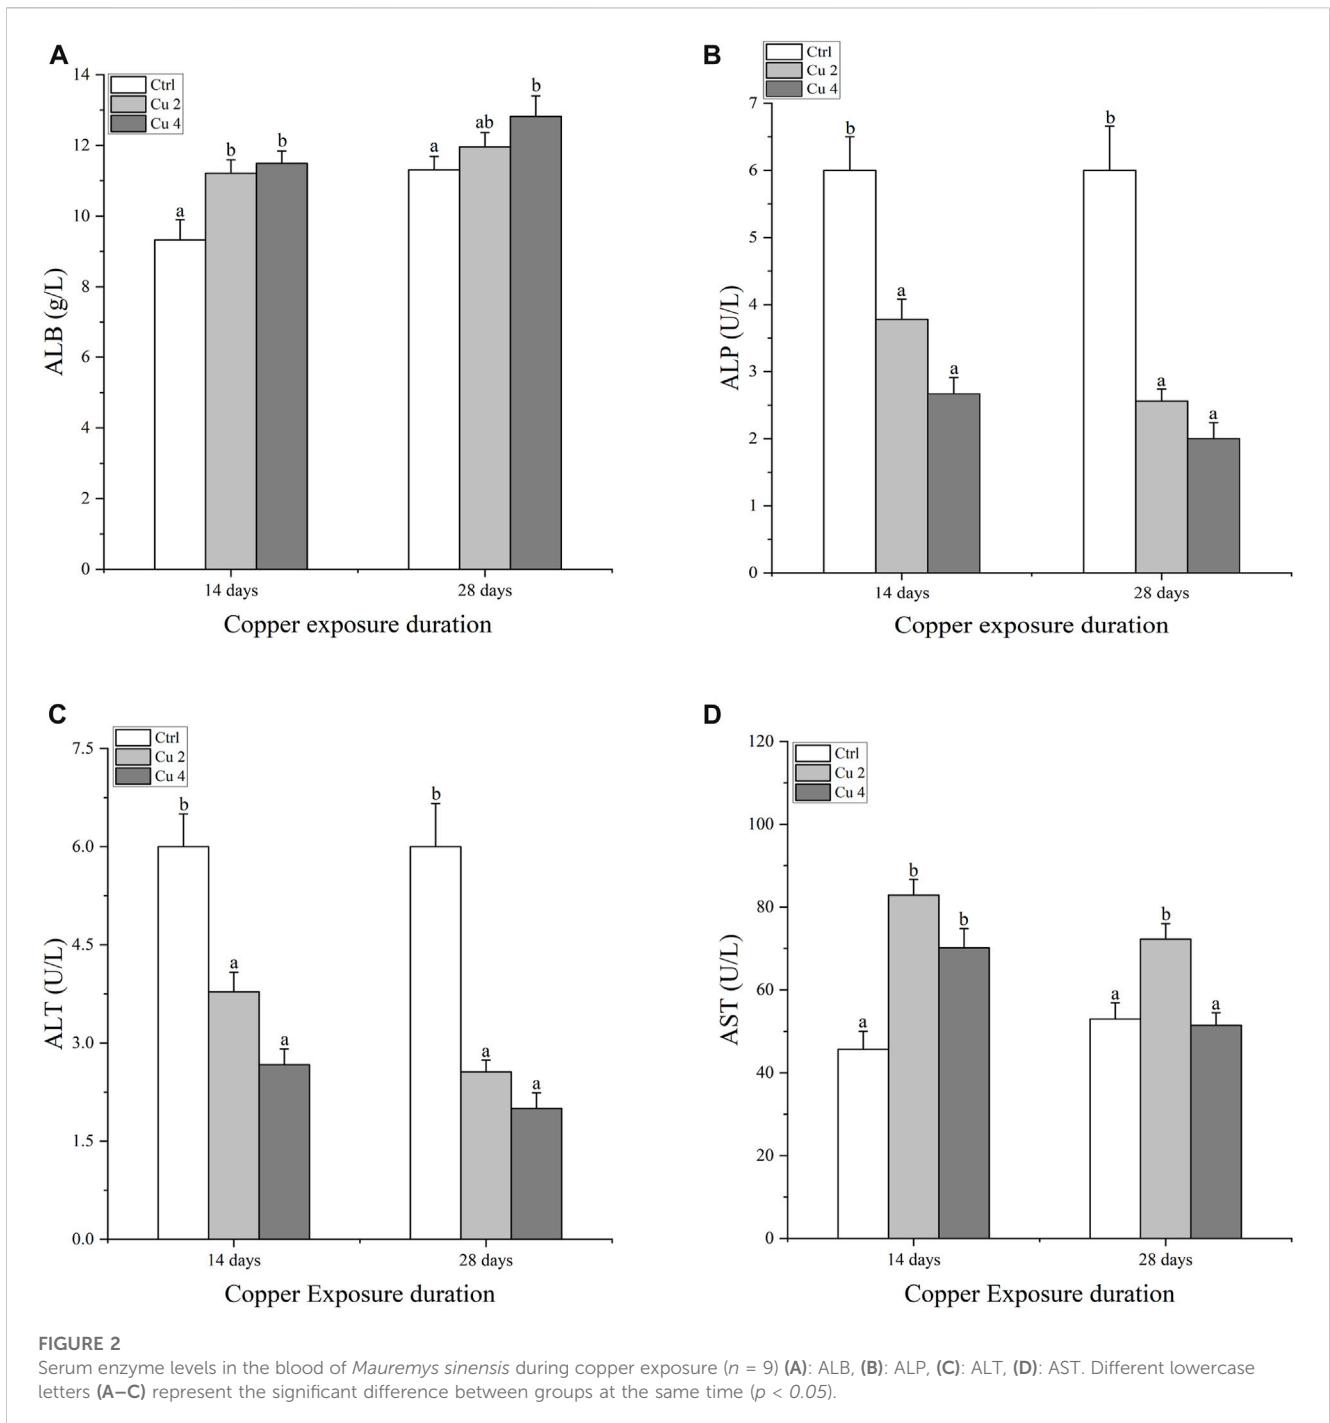 A
Ctrl
Cu 2
Cu 4
14
12
10
8
6
4
2
0
ALB (g/L)
a
b
b
a
ab
b
14 days
28 days
Copper exposure duration
B
Ctrl
Cu 2
Cu 4
7
6
5
4
3
2
1
0
ALP (U/L)
b
a
a
b
a
a
14 days
28 days
Copper exposure duration
C
Ctrl
Cu 2
Cu 4
7.5
6.0
4.5
3.0
1.5
0.0
ALT (U/L)
b
a
a
b
a
a
14 days
28 days
Copper Exposure duration
D
Ctrl
Cu 2
Cu 4
120
100
80
60
40
20
0
AST (U/L)
a
b
b
a
b
a
14 days
28 days
Copper Exposure duration
FIGURE 2
Serum enzyme levels in the blood of Mauremys sinensis during copper exposure (n = 9) (A): ALB, (B): ALP, (C): ALT, (D): AST. Different lowercase
letters (A–C) represent the significant difference between groups at the same time (p < 0.05).